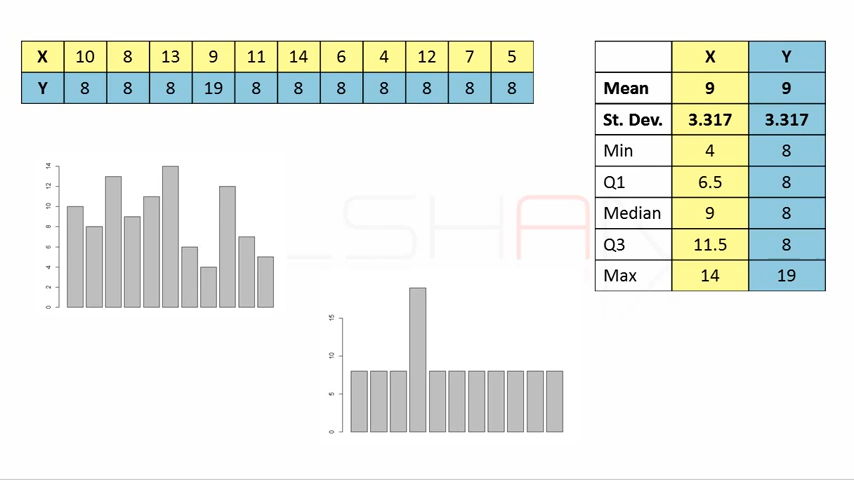 X 10 8 13 9 11 14 6 4 12 7 5
Y 8 8 8 19 8 8 8 8 8 8 8
X Y
Mean 9 9
St. Dev. 3.317 3.317
Min 4 8
Q1 6.5 8
Median 9 8
Q3 11.5 8
Max 14 19
14
12
10
8
6
4
2
0
15
10
5
0